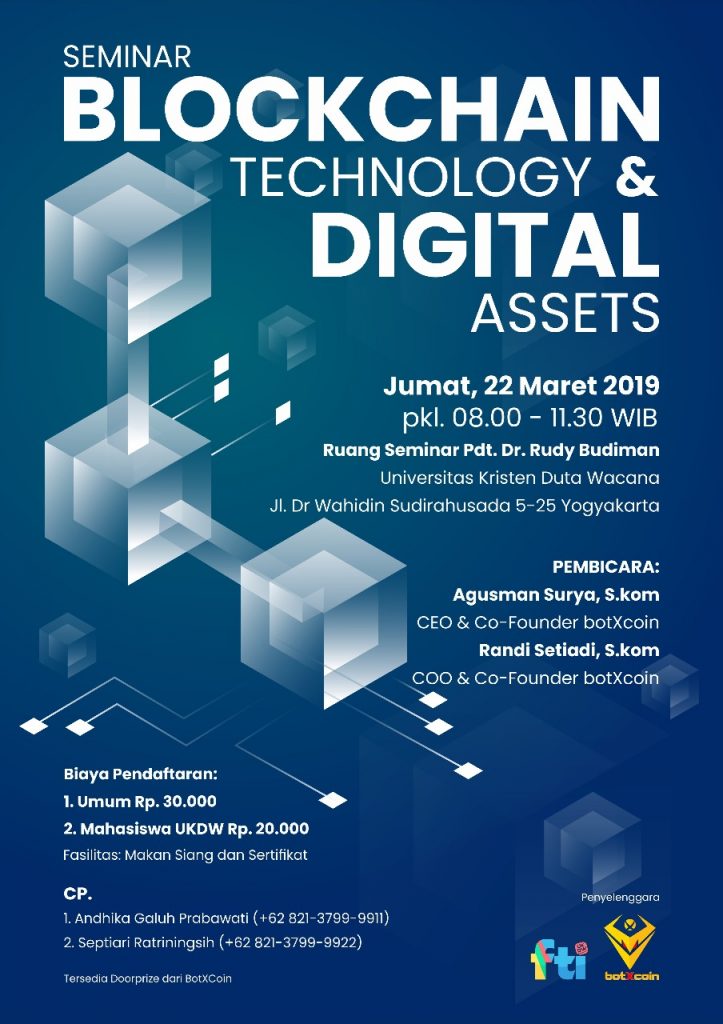 SEMINAR
BLOCKCHAIN
TECHNOLOGY &
DIGITAL
ASSETS
Jumat, 22 Maret 2019
pkl. 08.00 - 11.30 WIB
Ruang Seminar Pdt. Dr. Rudy Budiman
Universitas Kristen Duta Wacana
Jl. Dr Wahidin Sudirahusada 5-25 Yogyakarta
PEMBICARA:
Agusman Surya, S.kom
CEO & Co-Founder botXcoin
Randi Setiadi, S.kom
COO & Co-Founder botXcoin
Biaya Pendaftaran:
1. Umum Rp. 30.000
2. Mahasiswa UKDW Rp. 20.000
Fasilitas: Makan Siang dan Sertifikat
CP.
1. Andhika Galuh Prabawati (+62 821-3799-9911)
2. Septiari Ratriningsih (+62 821-3799-9922)
Tersedia Doorprize dari BotXCoin
Penyelenggara
fti
botXcoin